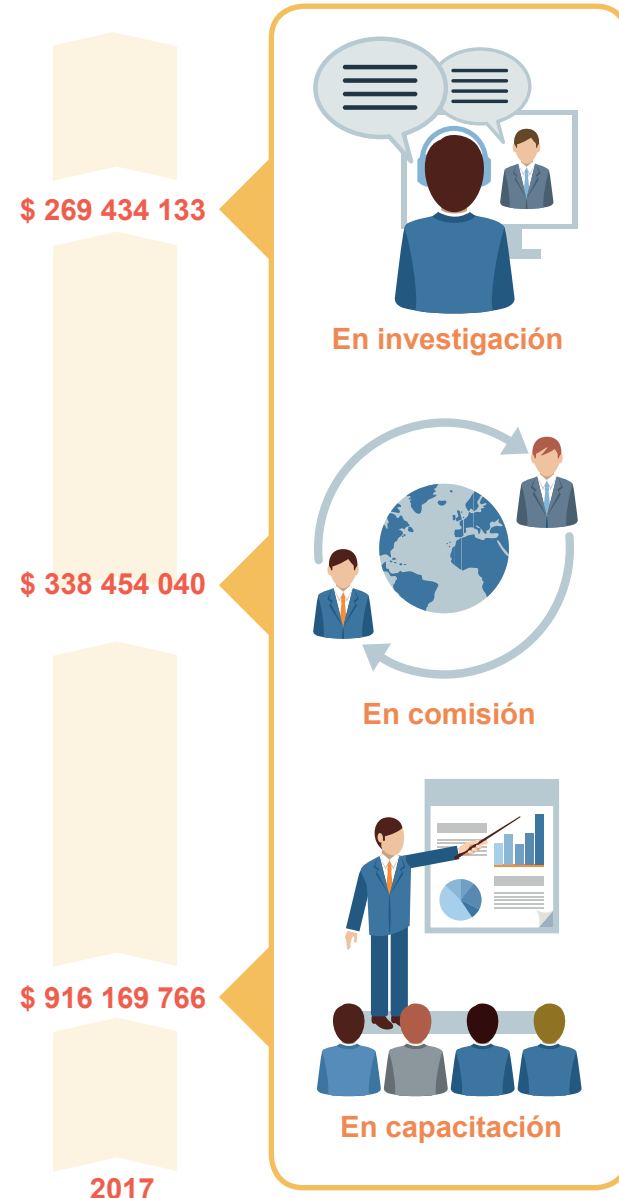 $ 269 434 133
En investigación
$ 338 454 040
En comisión
$ 916 169 766
En capacitación
2017